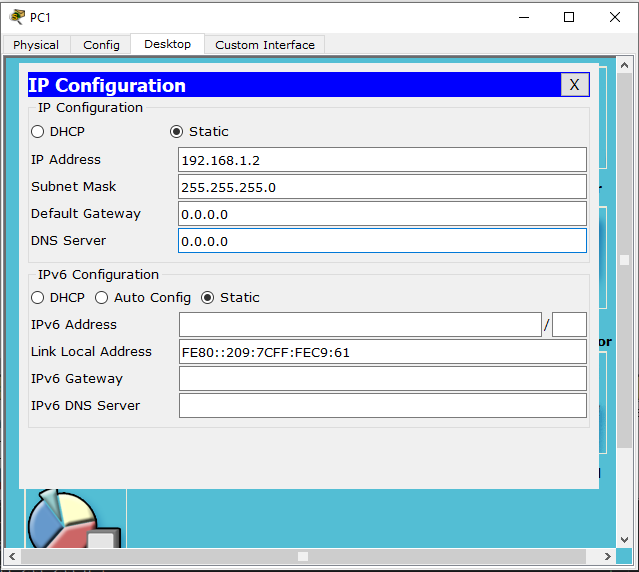 PC1
Physical Config Desktop Custom Interface
IP Configuration X
IP Configuration
DHCP Static
IP Address 192.168.1.2
Subnet Mask 255.255.255.0
Default Gateway 0.0.0.0
DNS Server 0.0.0.0
IPv6 Configuration
DHCP Auto Config Static
IPv6 Address /
Link Local Address FE80::209:7CFF:FEC9:61
IPv6 Gateway
IPv6 DNS Server
or